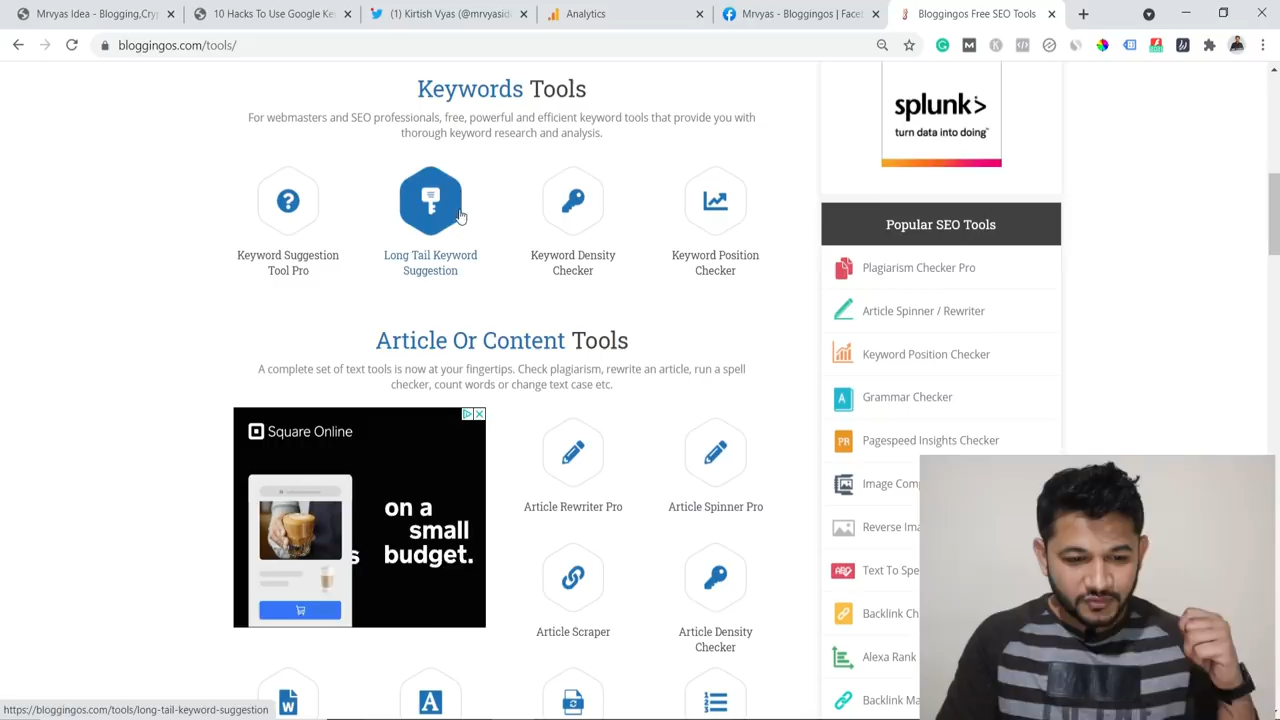 Mrvyas Idea - Blogging,Cryp
10 Hacks To Use Google Key
(1) Kirtish Vyas (@mrvyasid
Analytics
Mrvyas - Bloggingos | Faceb
Bloggingos Free SEO Tools
bloggingos.com/tools/
Keywords Tools
For webmasters and SEO professionals, free, powerful and efficient keyword tools that provide you with
thorough keyword research and analysis.
Keyword Suggestion
Tool Pro
Long Tail Keyword
Suggestion
Keyword Density
Checker
Keyword Position
Checker
Article Or Content Tools
A complete set of text tools is now at your fingertips. Check plagiarism, rewrite an article, run a spell
checker, count words or change text case etc.
Square Online
on a
small
budget.
Article Rewriter Pro
Article Spinner Pro
Article Scraper
Article Density
Checker
splunk>
turn data into doing™
Popular SEO Tools
Plagiarism Checker Pro
Article Spinner / Rewriter
Keyword Position Checker
Grammar Checker
Pagespeed Insights Checker
Image Comp
Reverse Ima
Text To Spe
Backlink Ch
Alexa Rank
Backlink Ma
https://bloggingos.com/tools/long-tail-keyword-suggestion